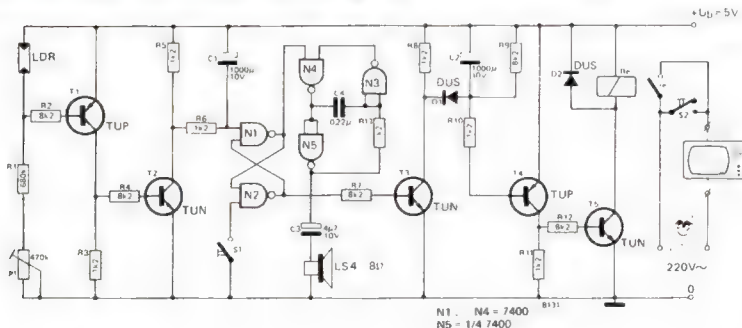 +Ub=5V
LDR
R2
8k2
T1
TUP
R1
680k
P1
470k
R3
1k2
R4
8k2
T2
TUN
R5
1k2
R6
1k2
C1
1000µ
10V
N1
N2
S1
N4
N3
C4
0.22µ
N5
C3
4µ7
10V
LS4 8Ω
R7
8k2
T3
TUN
R8
1k2
D1
DUS
C2
1000µ
10V
R9
8k2
R10
1k2
T4
TUP
R11
1k2
R12
8k2
T5
TUN
D2
DUS
Re
S2
220V~
0
8131
N1 . N4 = 7400
N5 = 1/4 7400